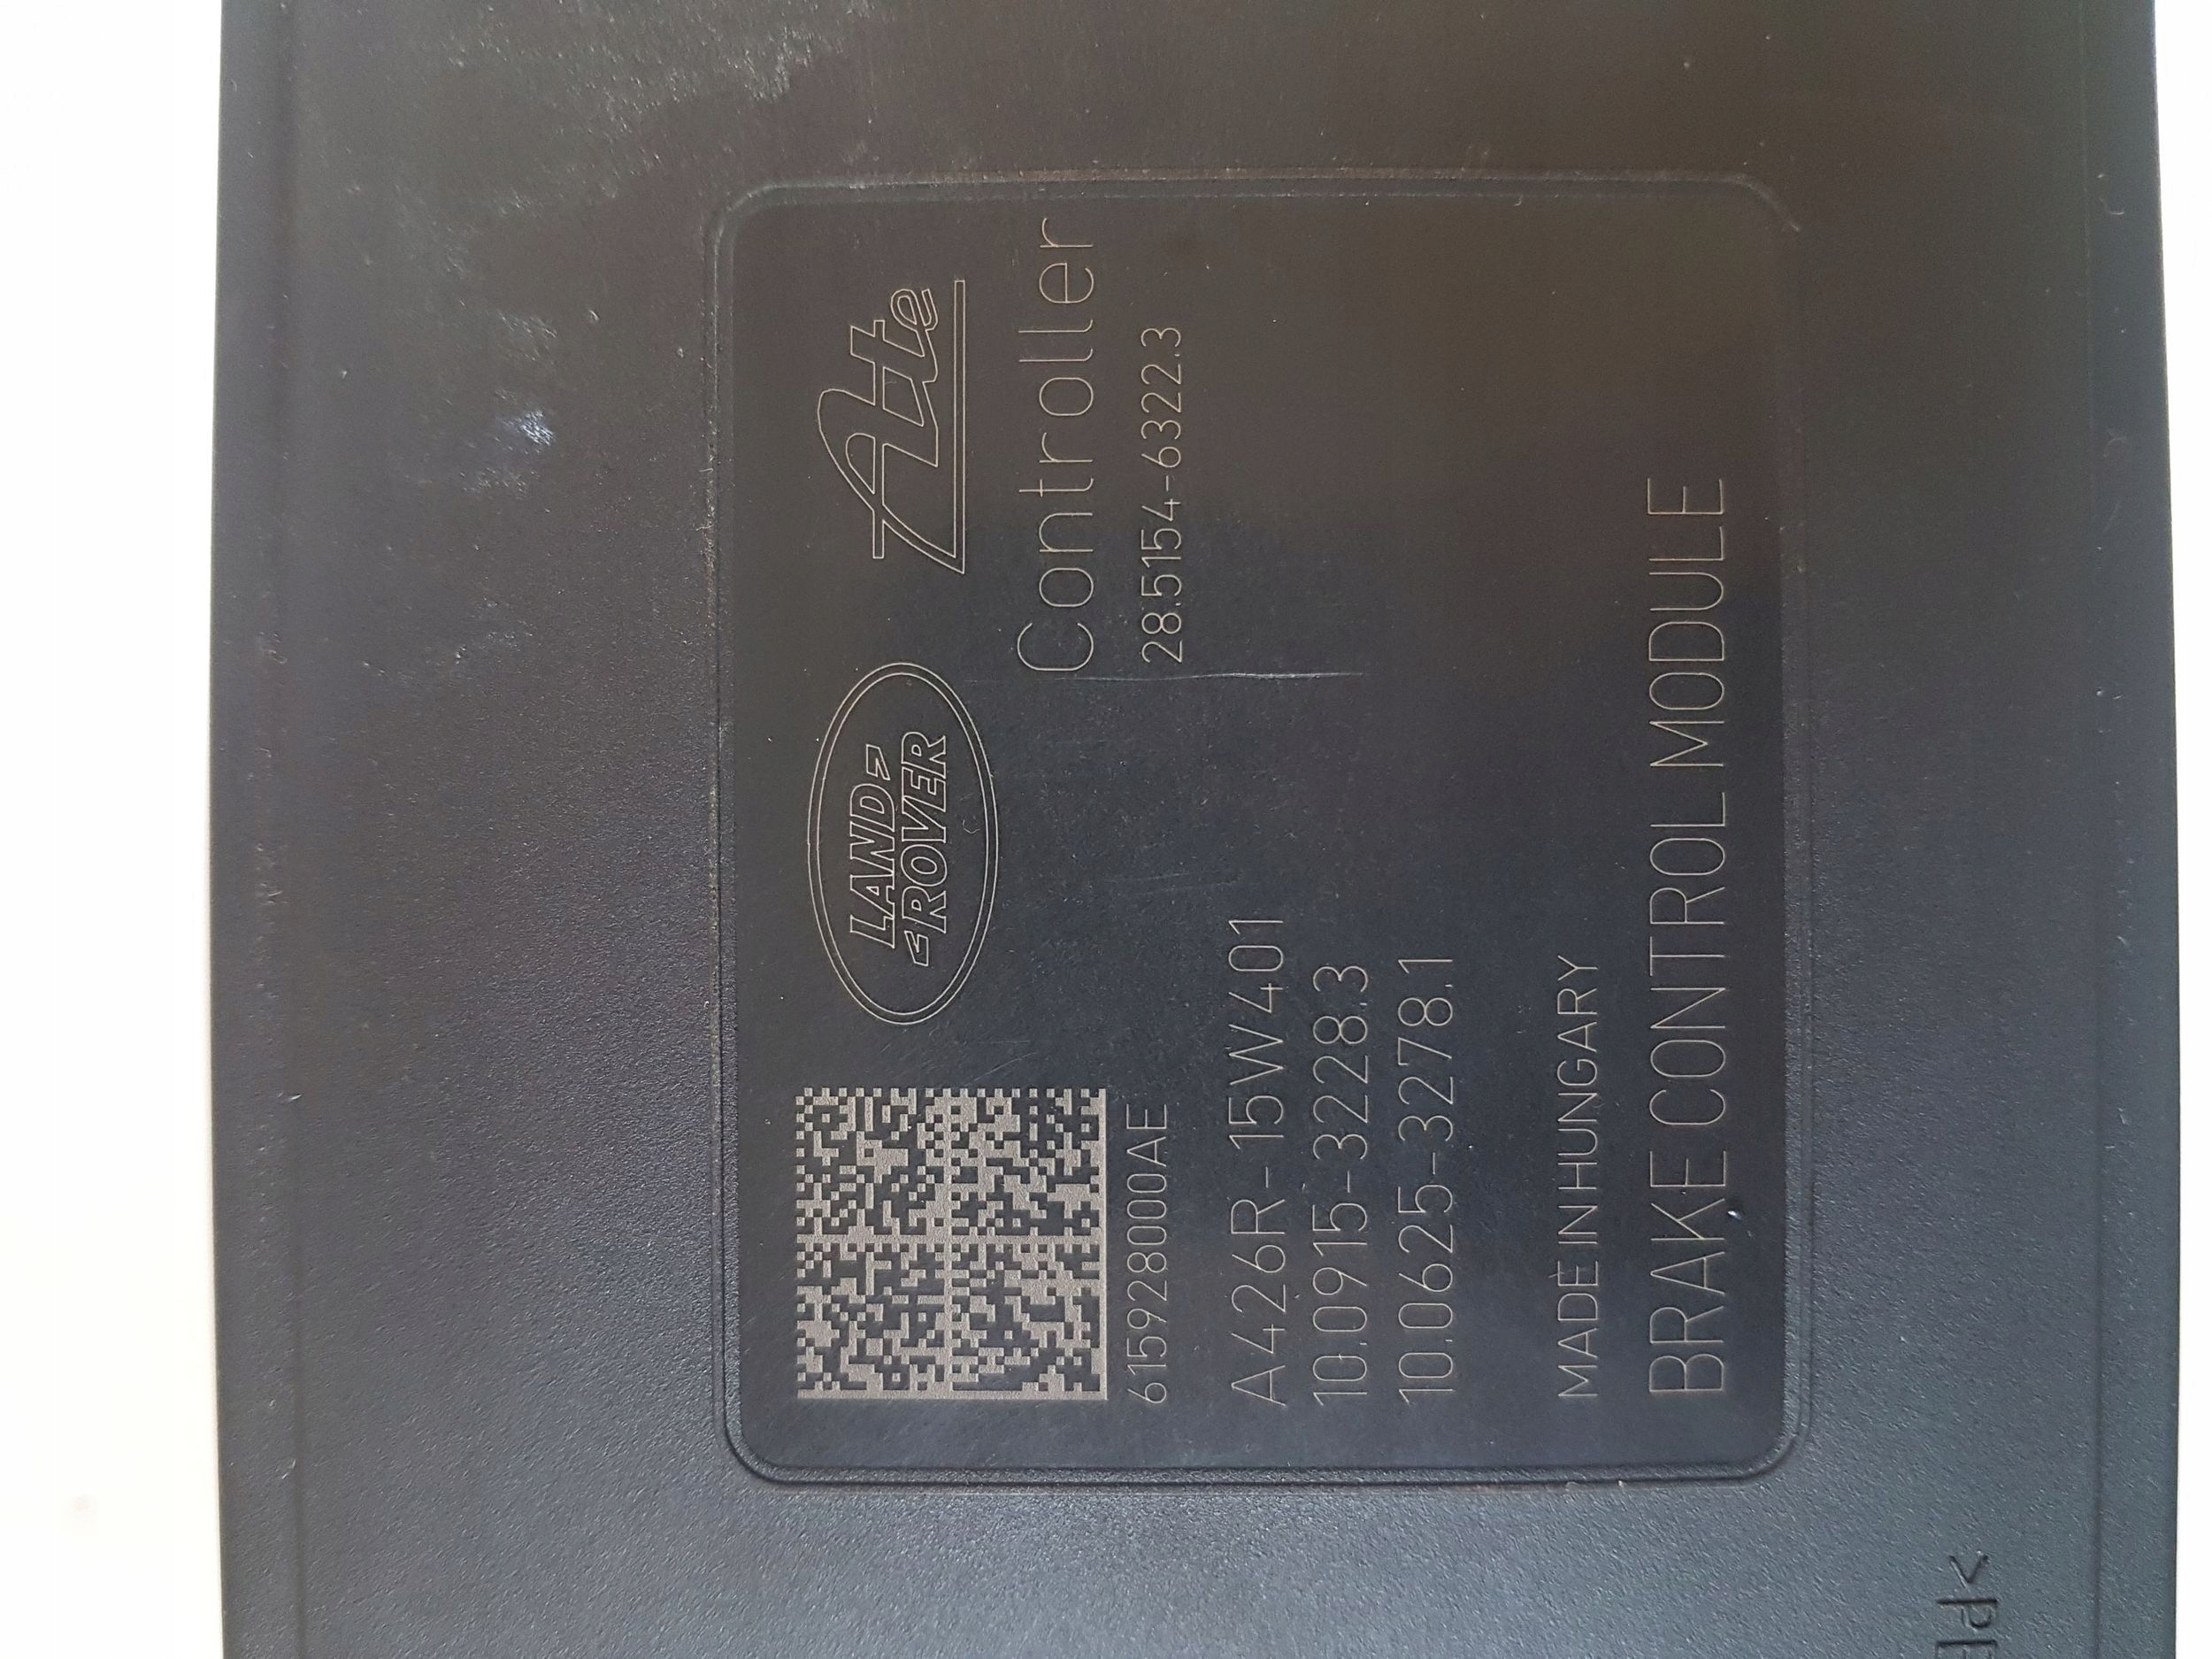 LAND
ROVER
Ate
Controller
28.5154-6322.3
615928000AE
A426R-15W401
10.0915-3228.3
10.0625-3278.1
MADE IN HUNGARY
BRAKE CONTROL MODULE